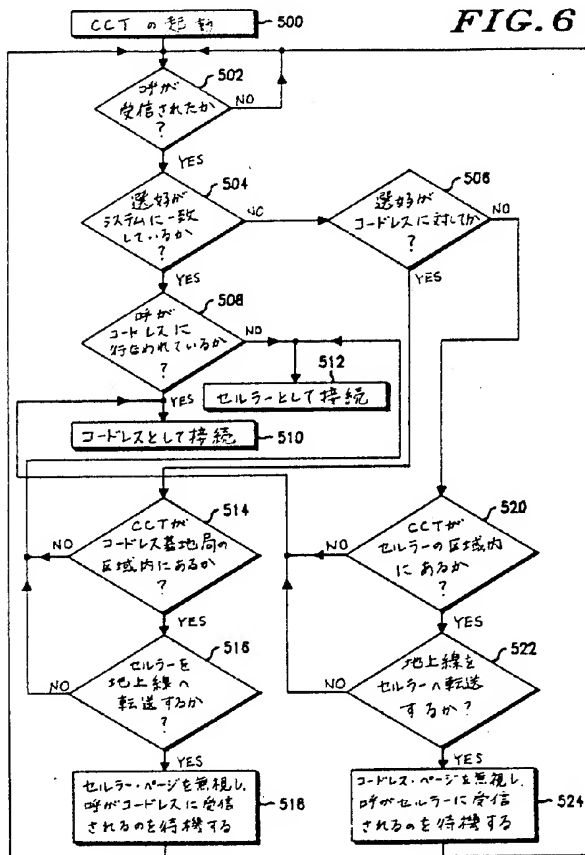 FIG. 6
CCTの起動
500
呼が
受信されたか
?
502
NO
YES
選好が
システムに一致
しているか
?
504
NO
YES
選好が
コードレスに対してか
?
506
NO
YES
呼が
コードレスに
行なわれているか
?
508
NO
YES
512
セルラーとして接続
コードレスとして接続
510
CCTが
コードレス基地局の
区域内にあるか
?
514
NO
YES
CCTが
セルラーの区域内
にあるか
?
520
NO
YES
セルラーを
地上線へ
転送するか
?
516
NO
YES
地上線を
セルラーへ転送
するか?
522
NO
YES
セルラー・ページを無視し、
呼がコードレスに受信
されるのを待機する
518
コードレス・ページを無視し、
呼がセルラーに受信
されるのを待機する
524